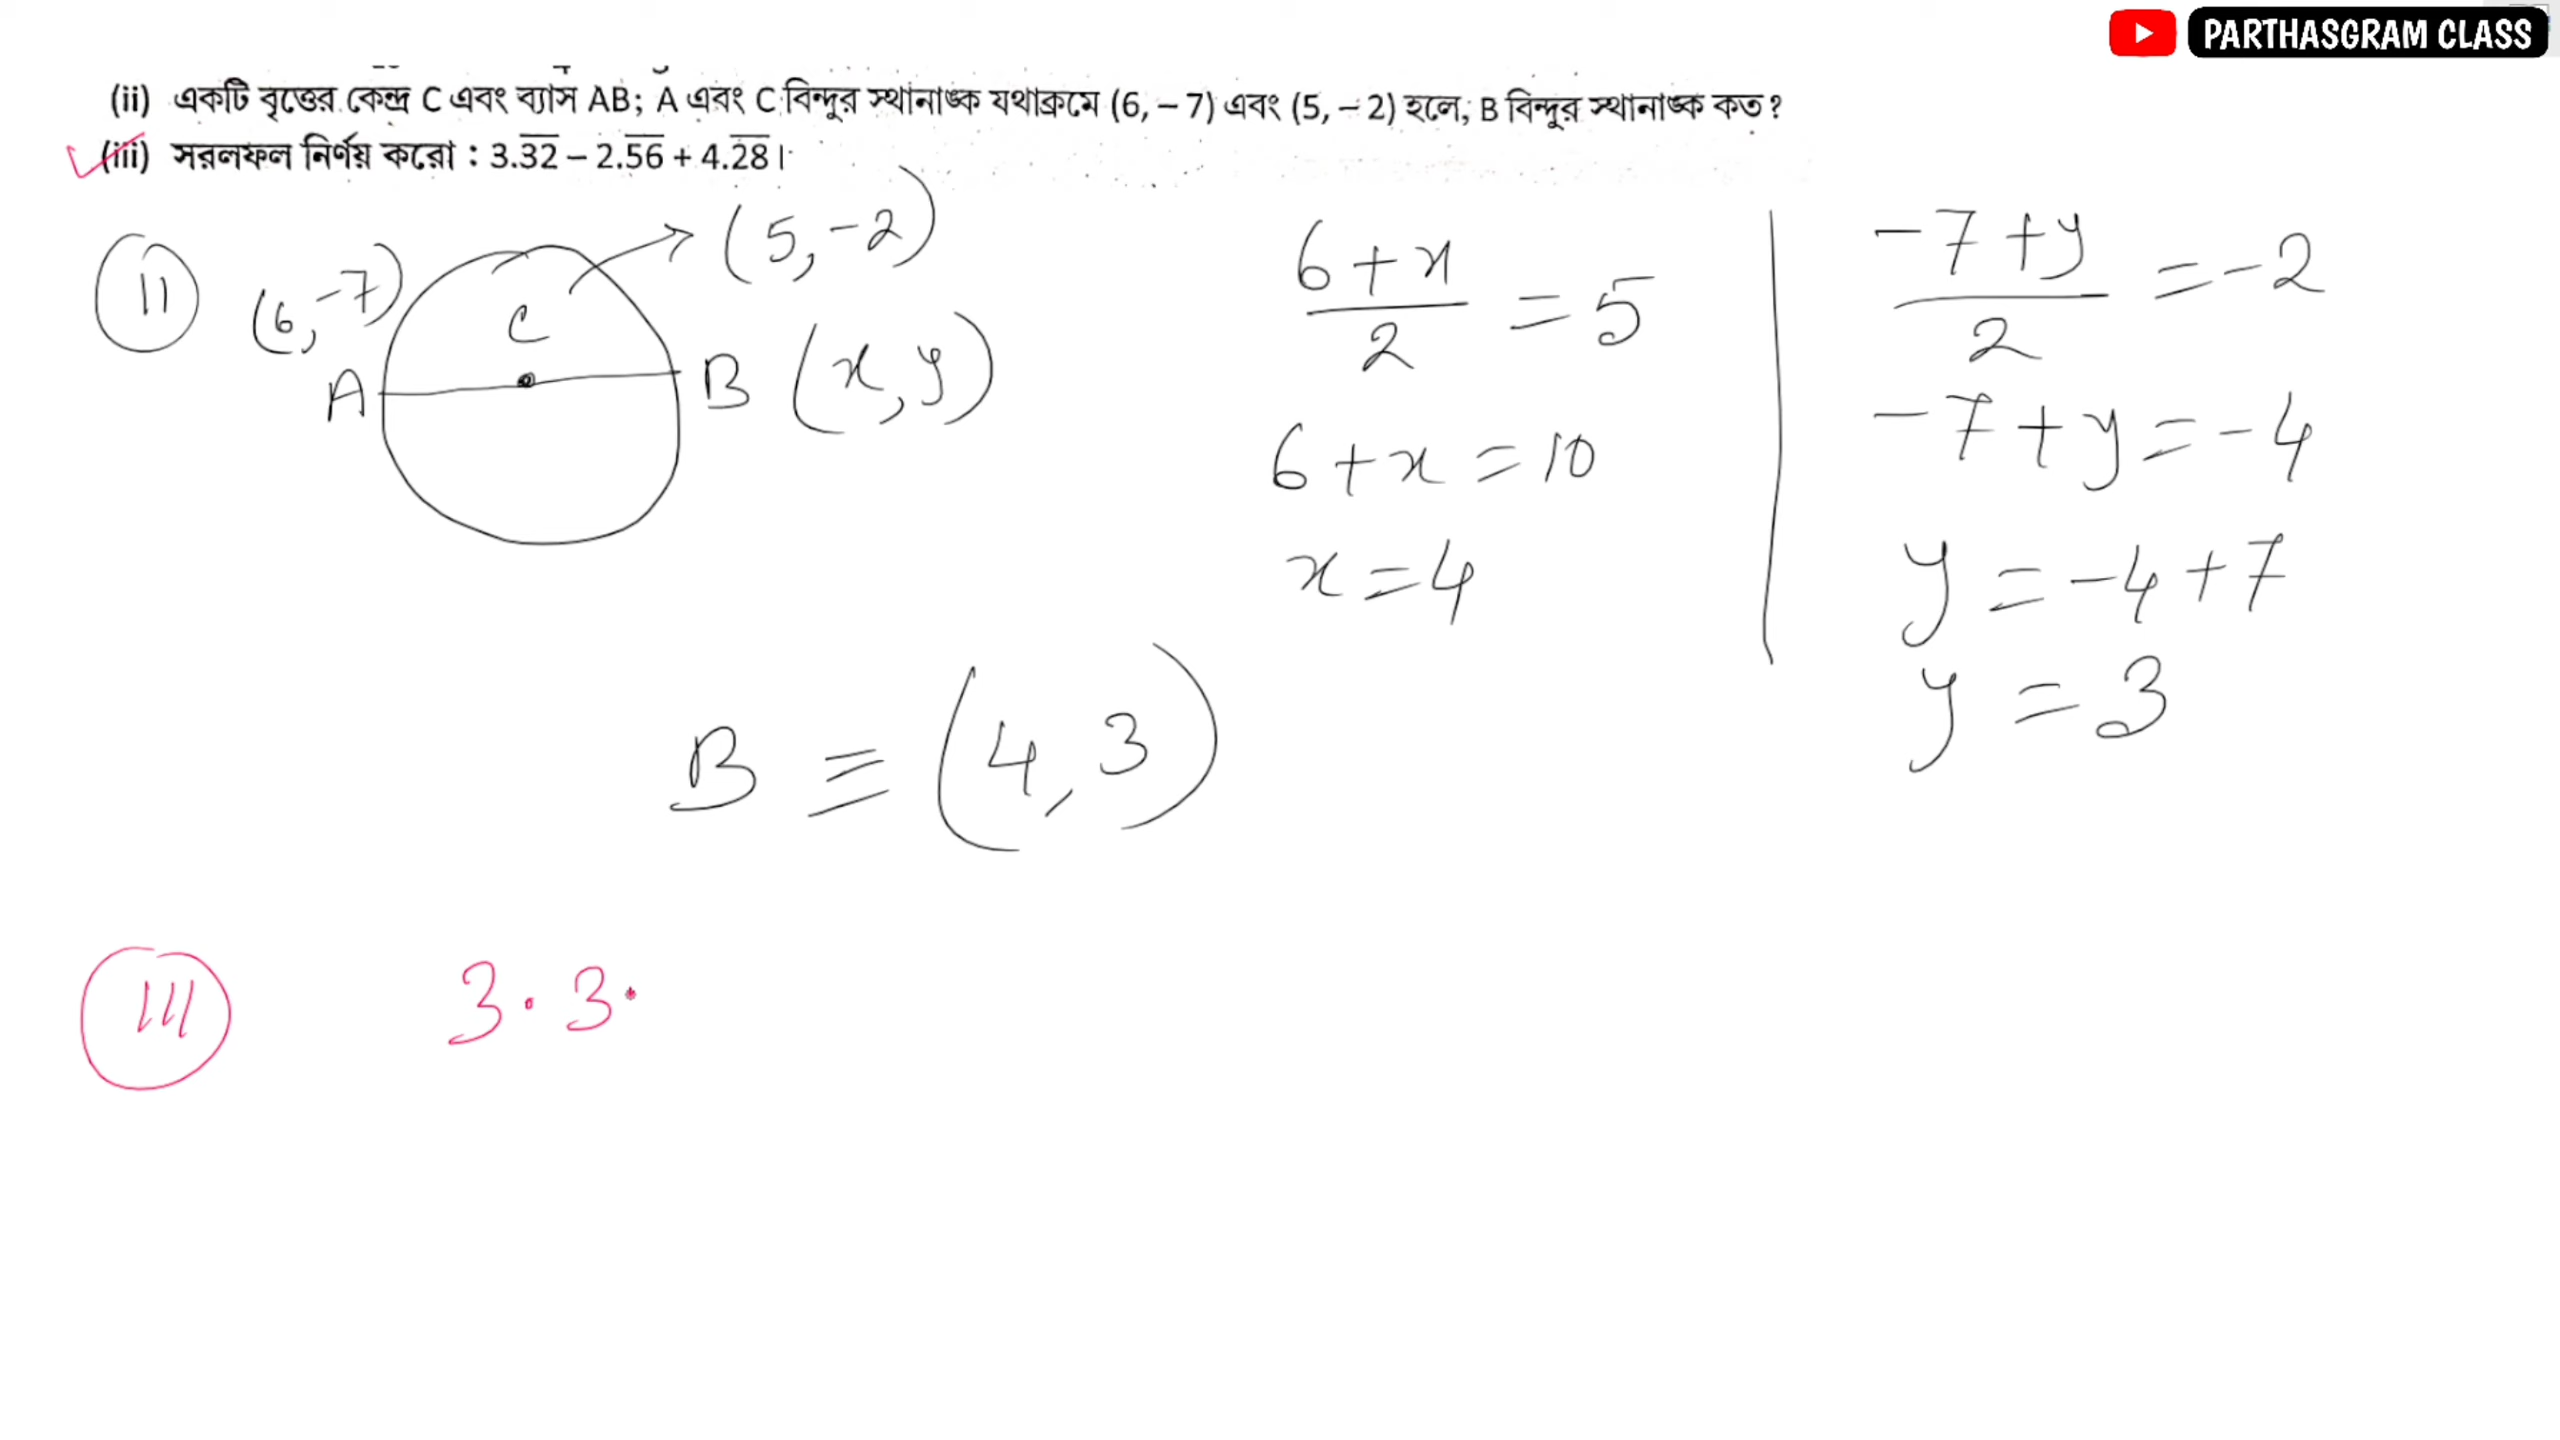 PARTHASGRAM CLASS
(ii) একটি বৃত্তের কেন্দ্র C এবং ব্যাস AB; A এবং C বিন্দুর স্থানাঙ্ক যথাক্রমে (6, – 7) এবং (5, – 2) হলে, B বিন্দুর স্থানাঙ্ক কত?
(iii) সরলফল নির্ণয় করো : 3.3̅2̅ – 2.5̅6̅ + 4.2̅8̅।
11
(6, -7)
(5, -2)
C
A
B (x, y)
(6+x)/2 = 5
6+x = 10
x = 4
(-7+y)/2 = -2
-7+y = -4
y = -4+7
y = 3
B ≡ (4, 3)
111
3.3.